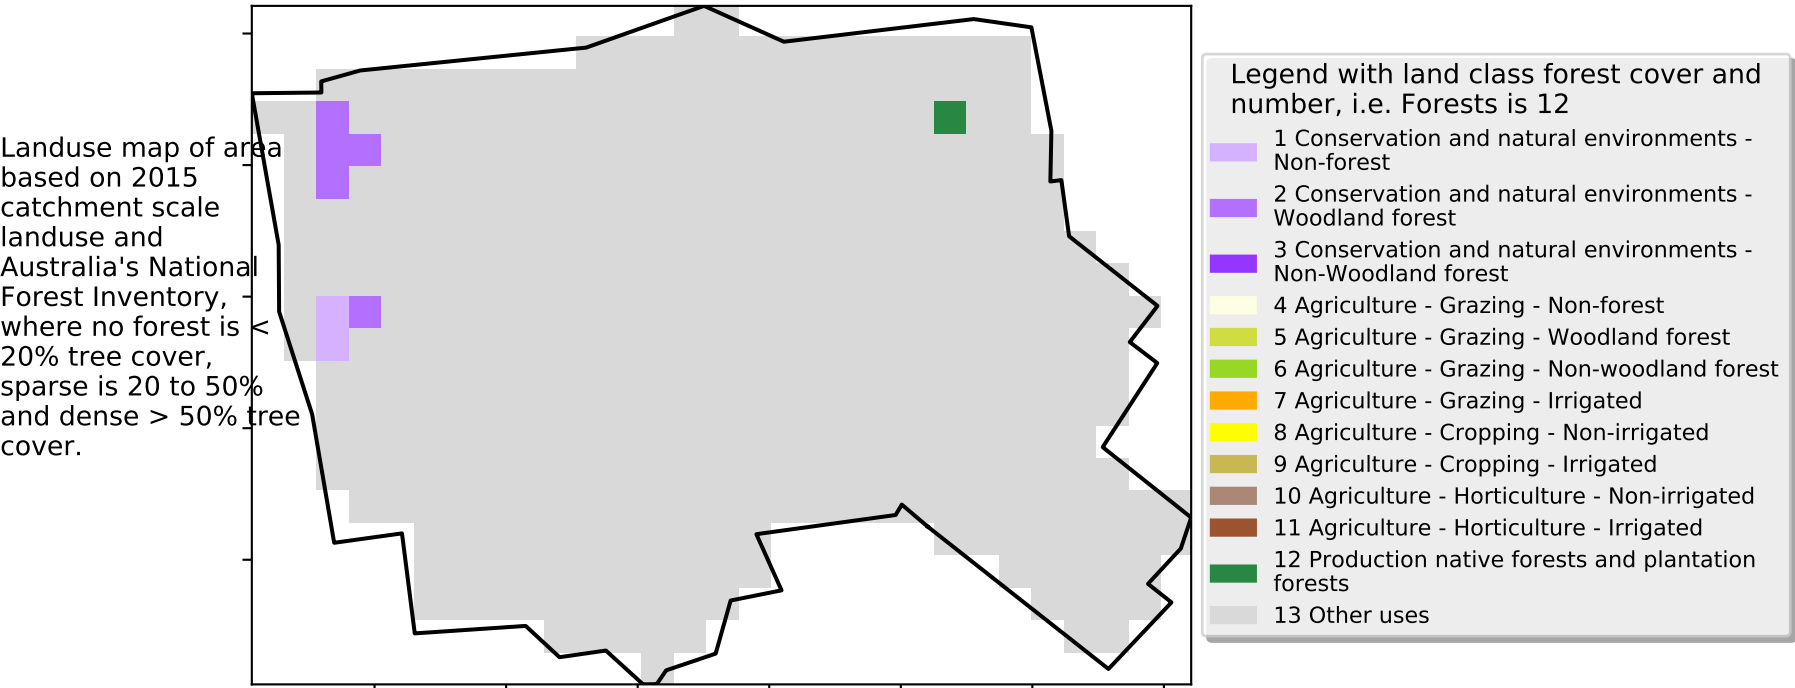 Landuse map of area
based on 2015
catchment scale
landuse and
Australia's National
Forest Inventory,
where no forest is <
20% tree cover,
sparse is 20 to 50%
and dense > 50% tree
cover.
Legend with land class forest cover and
number, i.e. Forests is 12
1 Conservation and natural environments -
Non-forest
2 Conservation and natural environments -
Woodland forest
3 Conservation and natural environments -
Non-Woodland forest
4 Agriculture - Grazing - Non-forest
5 Agriculture - Grazing - Woodland forest
6 Agriculture - Grazing - Non-woodland forest
7 Agriculture - Grazing - Irrigated
8 Agriculture - Cropping - Non-irrigated
9 Agriculture - Cropping - Irrigated
10 Agriculture - Horticulture - Non-irrigated
11 Agriculture - Horticulture - Irrigated
12 Production native forests and plantation
forests
13 Other uses